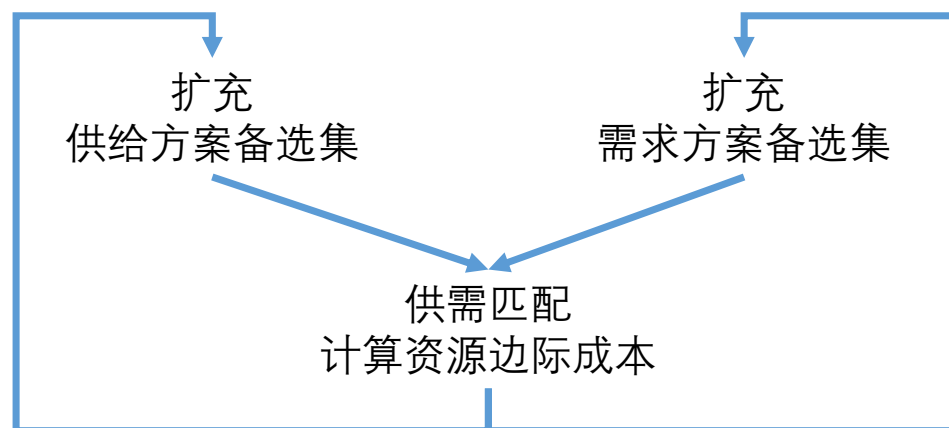 扩充
供给方案备选集
扩充
需求方案备选集
供需匹配
计算资源边际成本